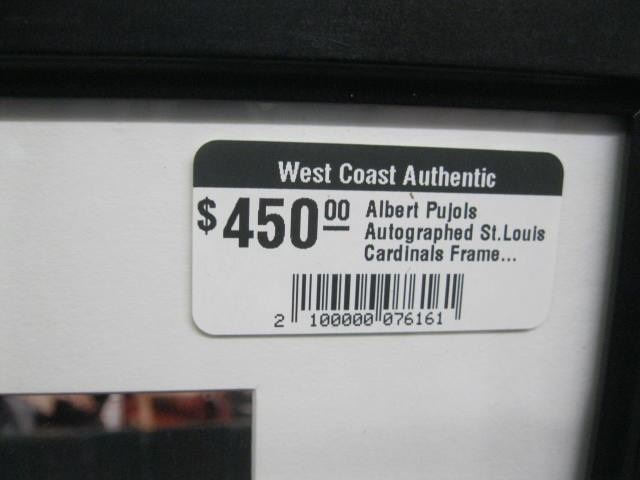 West Coast Authentic
$450 00
Albert Pujols
Autographed St.Louis
Cardinals Frame...
2 100000 076161